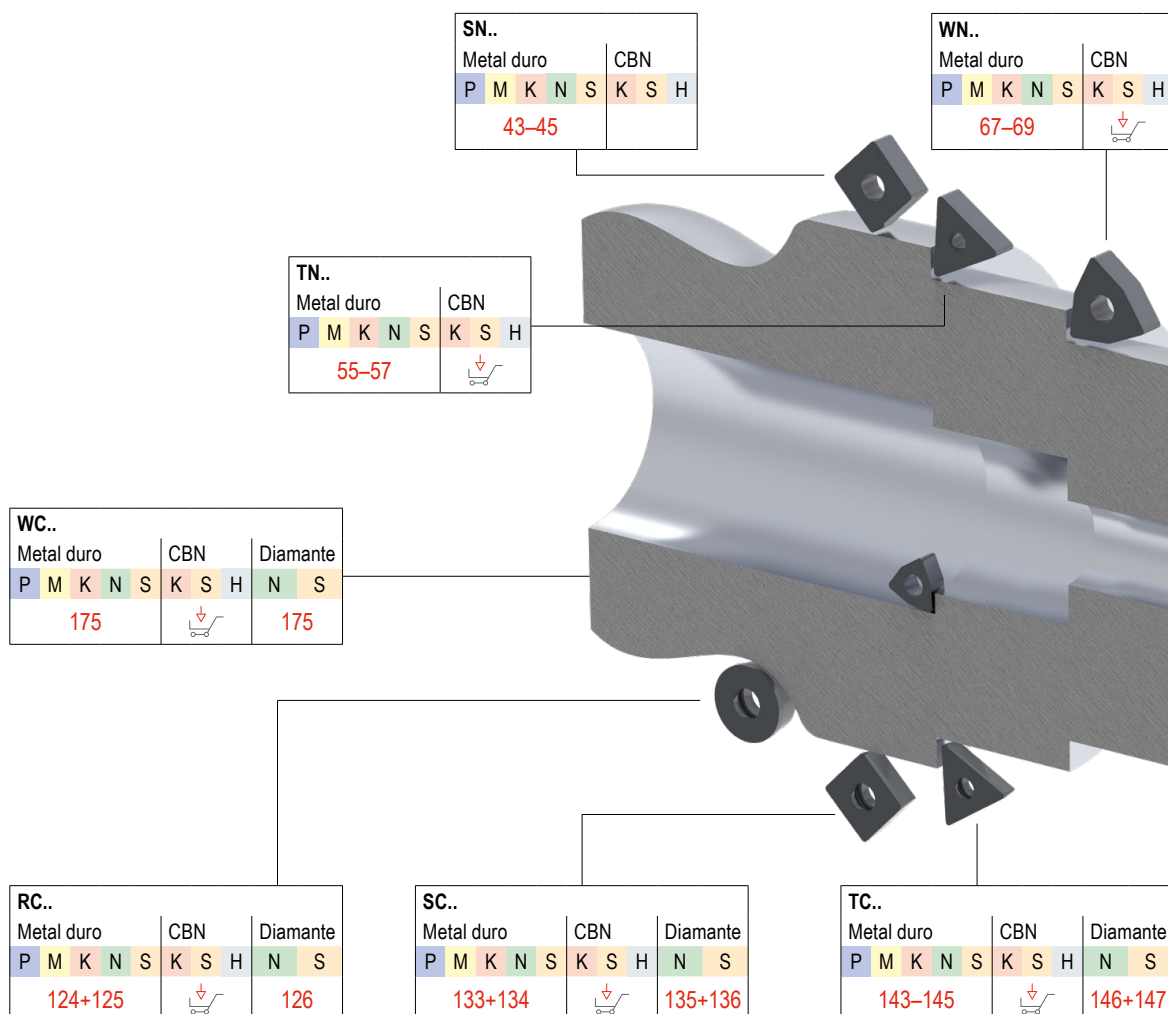 SN..
Metal duro CBN
P M K N S K S H
43–45
WN..
Metal duro CBN
P M K N S K S H
67–69
TN..
Metal duro CBN
P M K N S K S H
55–57
WC..
Metal duro CBN Diamante
P M K N S K S H N S
175 175
RC..
Metal duro CBN Diamante
P M K N S K S H N S
124+125 126
SC..
Metal duro CBN Diamante
P M K N S K S H N S
133+134 135+136
TC..
Metal duro CBN Diamante
P M K N S K S H N S
143–145 146+147